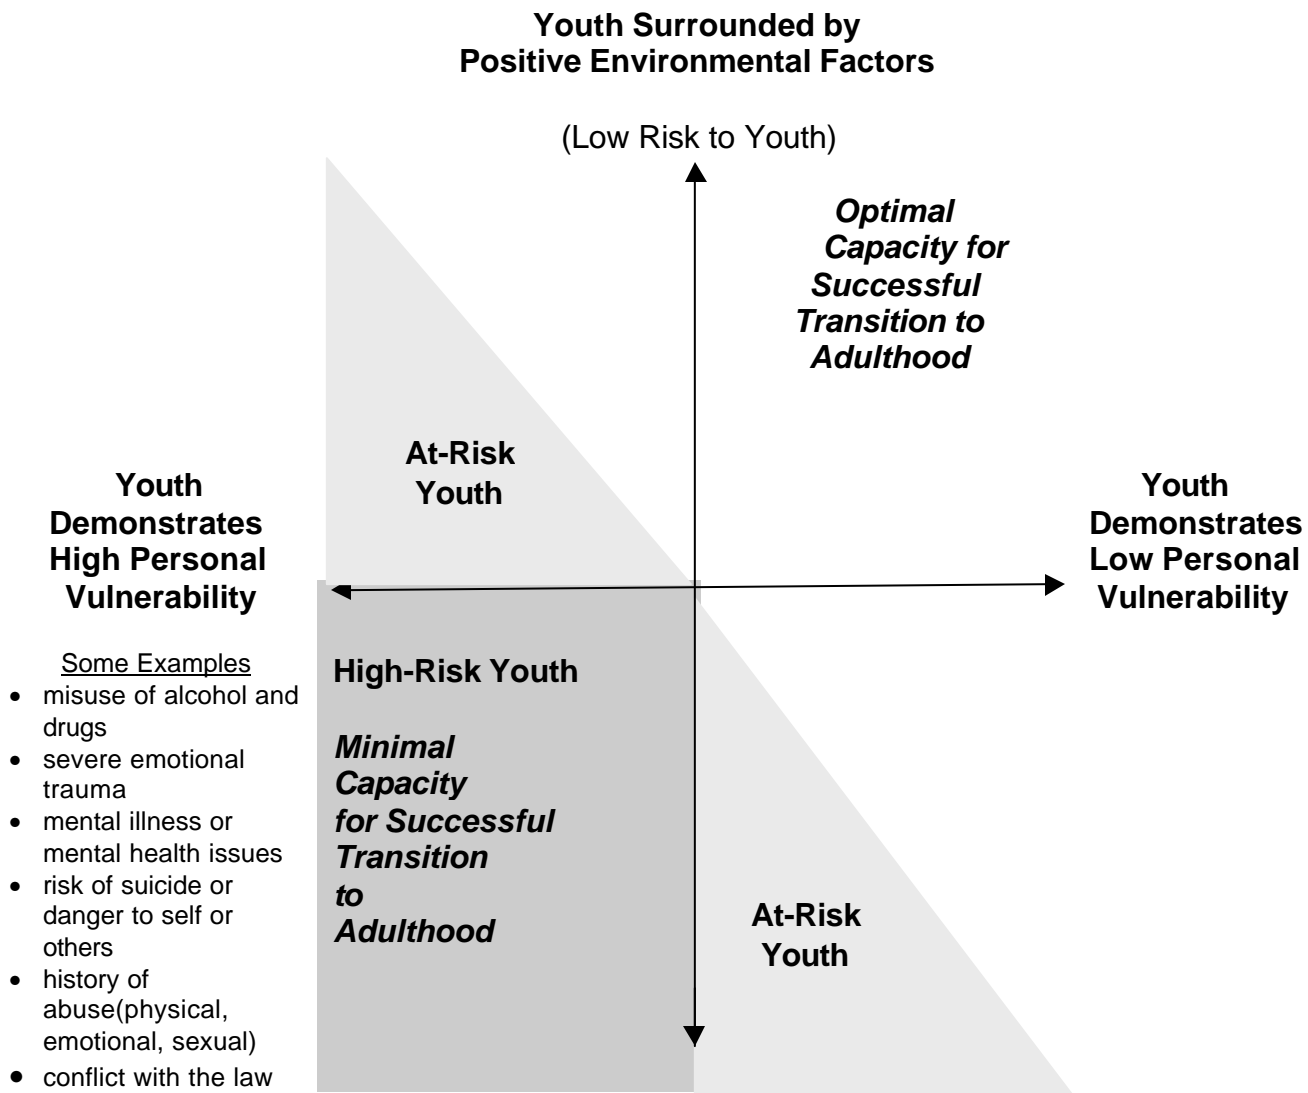 Youth Surrounded by
Positive Environmental Factors
(Low Risk to Youth)
Optimal
Capacity for
Successful
Transition to
Adulthood
At-Risk
Youth
Youth
Demonstrates
High Personal
Vulnerability
Youth
Demonstrates
Low Personal
Vulnerability
Some Examples
• misuse of alcohol and
drugs
• severe emotional
trauma
• mental illness or
mental health issues
• risk of suicide or
danger to self or
others
• history of
abuse(physical,
emotional, sexual)
• conflict with the law
High-Risk Youth
Minimal
Capacity
for Successful
Transition
to
Adulthood
At-Risk
Youth